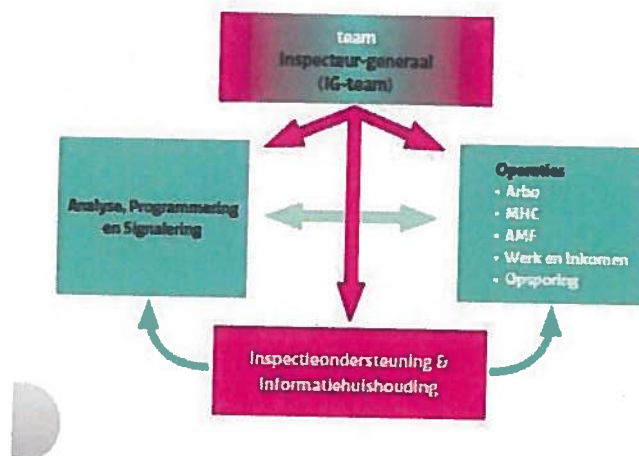 team
Inspecteur-generaal
(IG-team)
Analyse, Programmering
en Signalering
Operaties
• Arbo
• MHC
• AMF
• Werk en Inkomen
• Opsporing
Inspectieondersteuning &
Informatiehuishouding